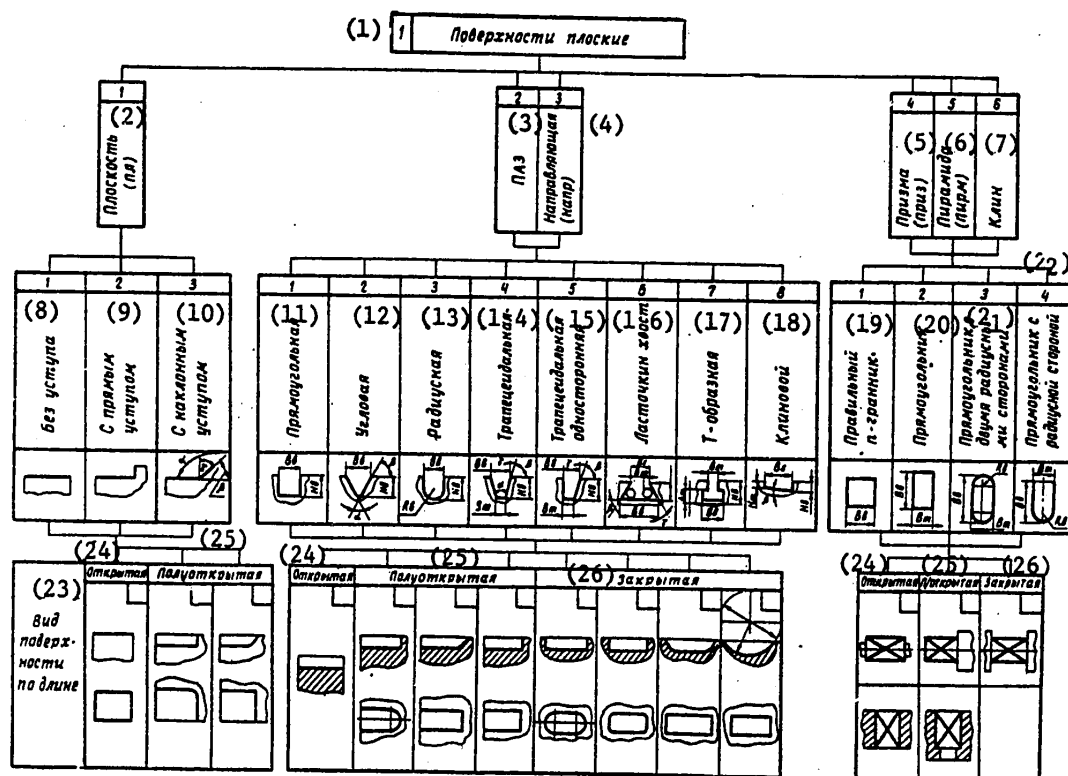 (1) 1 Поверхности плоские
1
(2)
Плоскость
(пл)
2 3
(3) (4)
ПАЗ
Направляющая
(напр)
4 5 6
(5) (6) (7)
Призма
(приз)
Пирамида
(пирм)
Клин
1 2 3
(8) (9) (10)
Без уступа
С прямым
уступом
С наклонным
уступом
1 2 3 4 5 6 7 8
(11) (12) (13) (14) (15) (16) (17) (18)
Прямоугольная
Угловая
Радиусная
Трапецеидальная
Трапецеидальная
односторонняя
Ласточкин хвост
Т-образная
Клиновой
(22)
1 2 3 4
(19) (20) (21)
Правильный
n-гранник
Прямоугольник
Прямоугольник с
двумя радиусны-
ми сторонами
Прямоугольник с
радиусной стороной
(23)
Вид
поверх-
ности
по длине
(24) (25)
Открытая Полуоткрытая
(24) (25) (26)
Открытая Полуоткрытая Закрытая
(24) (25) (26)
Открытая П/открытая Закрытая